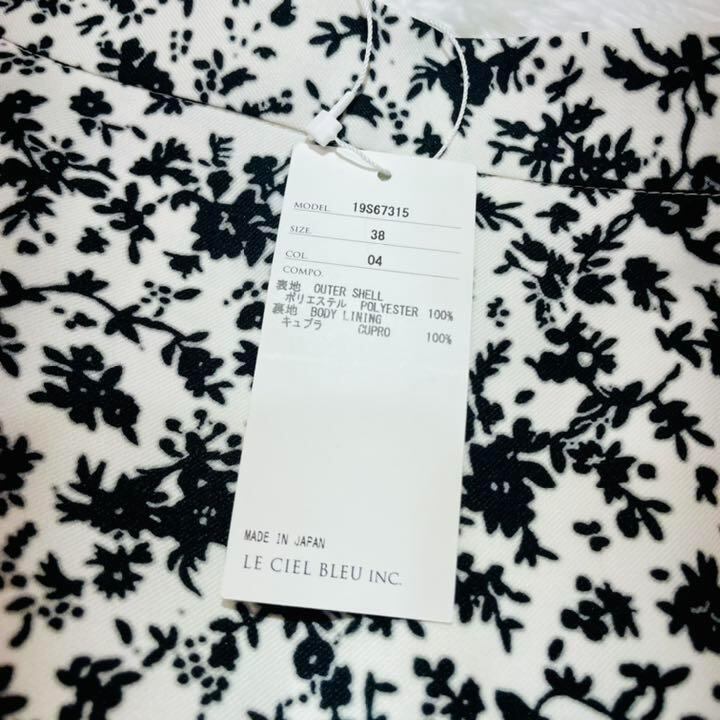 MODEL 19S67315
SIZE 38
COL. 04
COMPO.
表地 OUTER SHELL
ポリエステル POLYESTER 100%
裏地 BODY LINING
キュプラ CUPRO 100%
MADE IN JAPAN
LE CIEL BLEU INC.